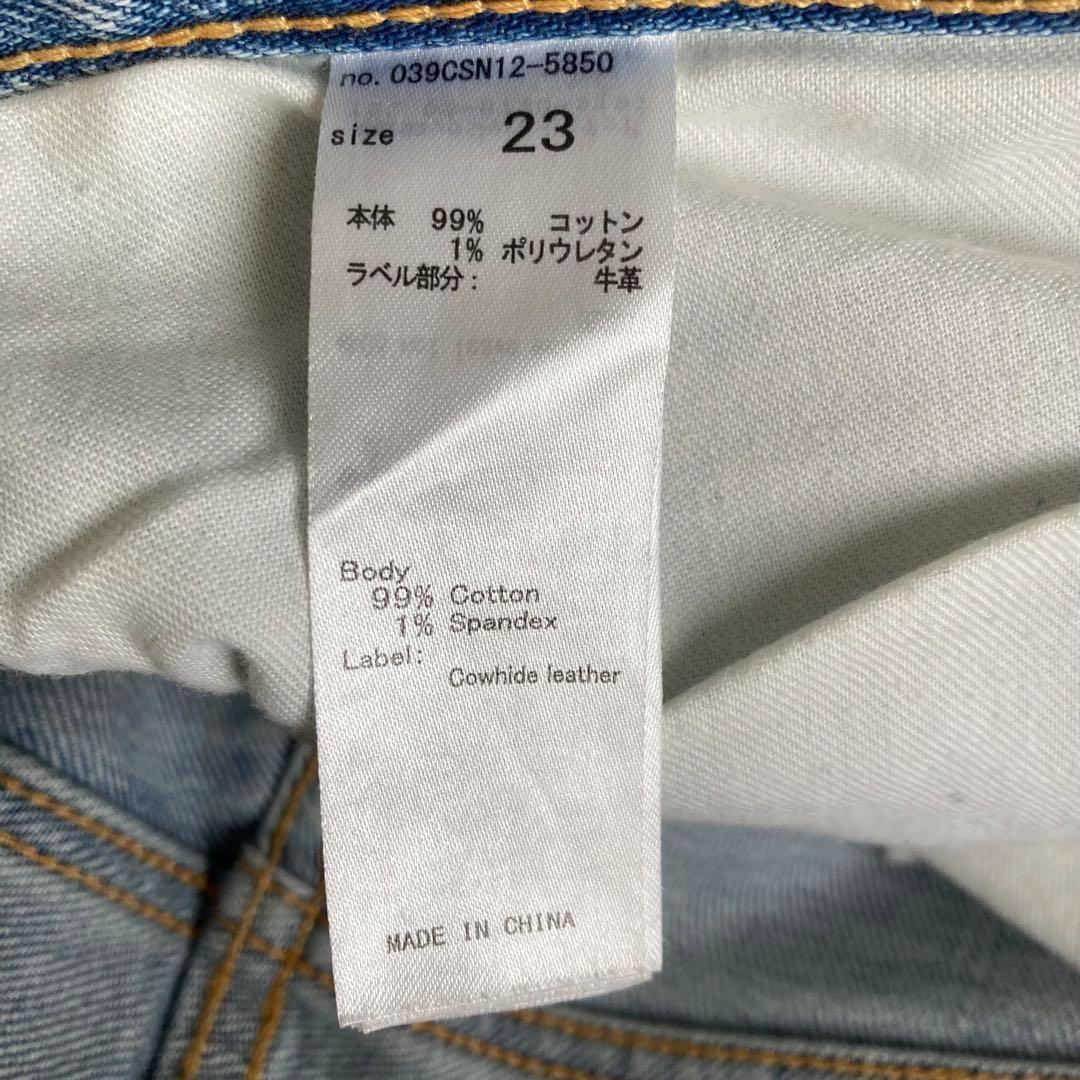 no. 039CSN12-5850
size 23
本体 99% コットン
1% ポリウレタン
ラベル部分: 牛革
Body
99% Cotton
1% Spandex
Label:
Cowhide leather
MADE IN CHINA